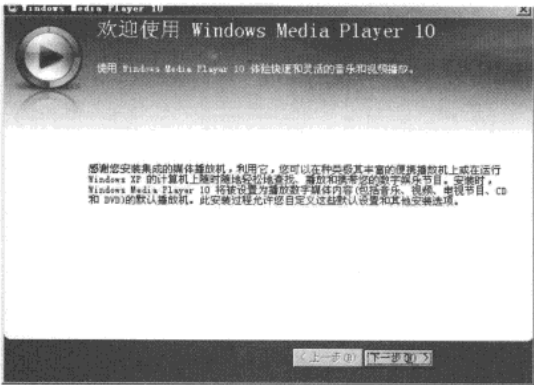 Windows Media Player 10
欢迎使用 Windows Media Player 10
使用 Windows Media Player 10 体验快速和灵活的音乐和视频播放。
感谢您安装集成的媒体播放机，利用它，您可以在种类极其丰富的便携播放机上或在运行
Windows XP 的计算机上随时随地轻松地查找、播放和携带您的数字娱乐节目。安装时，
Windows Media Player 10 将被设置为播放数字媒体内容(包括音乐、视频、电视节目、CD
和 DVD)的默认播放机。此安装过程允许您自定义这些默认设置和其他安装选项。
< 上一步(B) 下一步(N) >